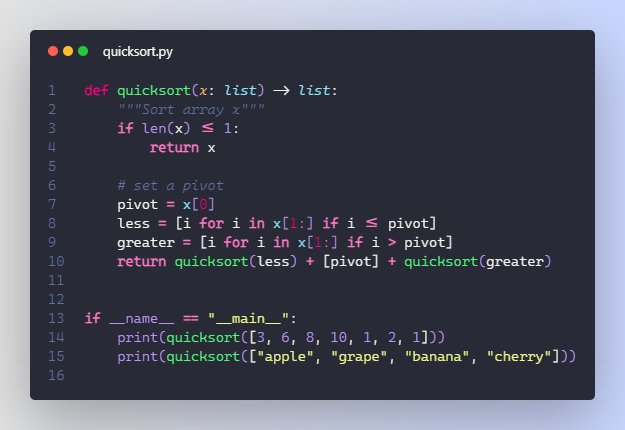 quicksort.py
1 def quicksort(x: list) -> list:
2     """Sort array x"""
3     if len(x) <= 1:
4         return x
5
6     # set a pivot
7     pivot = x[0]
8     less = [i for i in x[1:] if i <= pivot]
9     greater = [i for i in x[1:] if i > pivot]
10     return quicksort(less) + [pivot] + quicksort(greater)
11
12
13 if __name__ == "__main__":
14     print(quicksort([3, 6, 8, 10, 1, 2, 1]))
15     print(quicksort(["apple", "grape", "banana", "cherry"]))
16